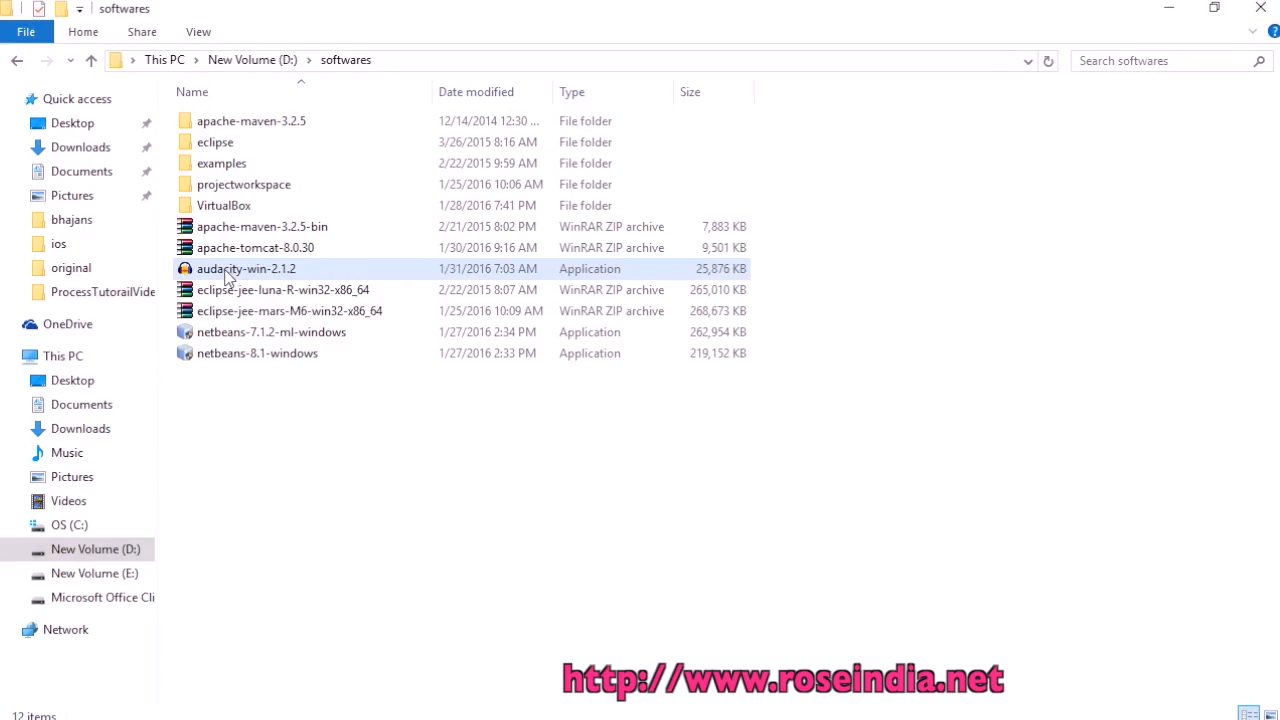 softwares
File Home Share View
This PC New Volume (D:) softwares Search softwares
Name Date modified Type Size
Quick access
Desktop
Downloads
Documents
Pictures
bhajans
ios
original
ProcessTutorailVide
OneDrive
This PC
Desktop
Documents
Downloads
Music
Pictures
Videos
OS (C:)
New Volume (D:)
New Volume (E:)
Microsoft Office Cli
Network
apache-maven-3.2.5 12/14/2014 12:30 ... File folder
eclipse 3/26/2015 8:16 AM File folder
examples 2/22/2015 9:59 AM File folder
projectworkspace 1/25/2016 10:06 AM File folder
VirtualBox 1/28/2016 7:41 PM File folder
apache-maven-3.2.5-bin 2/21/2015 8:02 PM WinRAR ZIP archive 7,883 KB
apache-tomcat-8.0.30 1/30/2016 9:16 AM WinRAR ZIP archive 9,501 KB
audacity-win-2.1.2 1/31/2016 7:03 AM Application 25,876 KB
eclipse-jee-luna-R-win32-x86_64 2/22/2015 8:07 AM WinRAR ZIP archive 265,010 KB
eclipse-jee-mars-M6-win32-x86_64 1/25/2016 10:09 AM WinRAR ZIP archive 268,673 KB
netbeans-7.1.2-ml-windows 1/27/2016 2:34 PM Application 262,954 KB
netbeans-8.1-windows 1/27/2016 2:33 PM Application 219,152 KB
http://www.roseindia.net
12 items